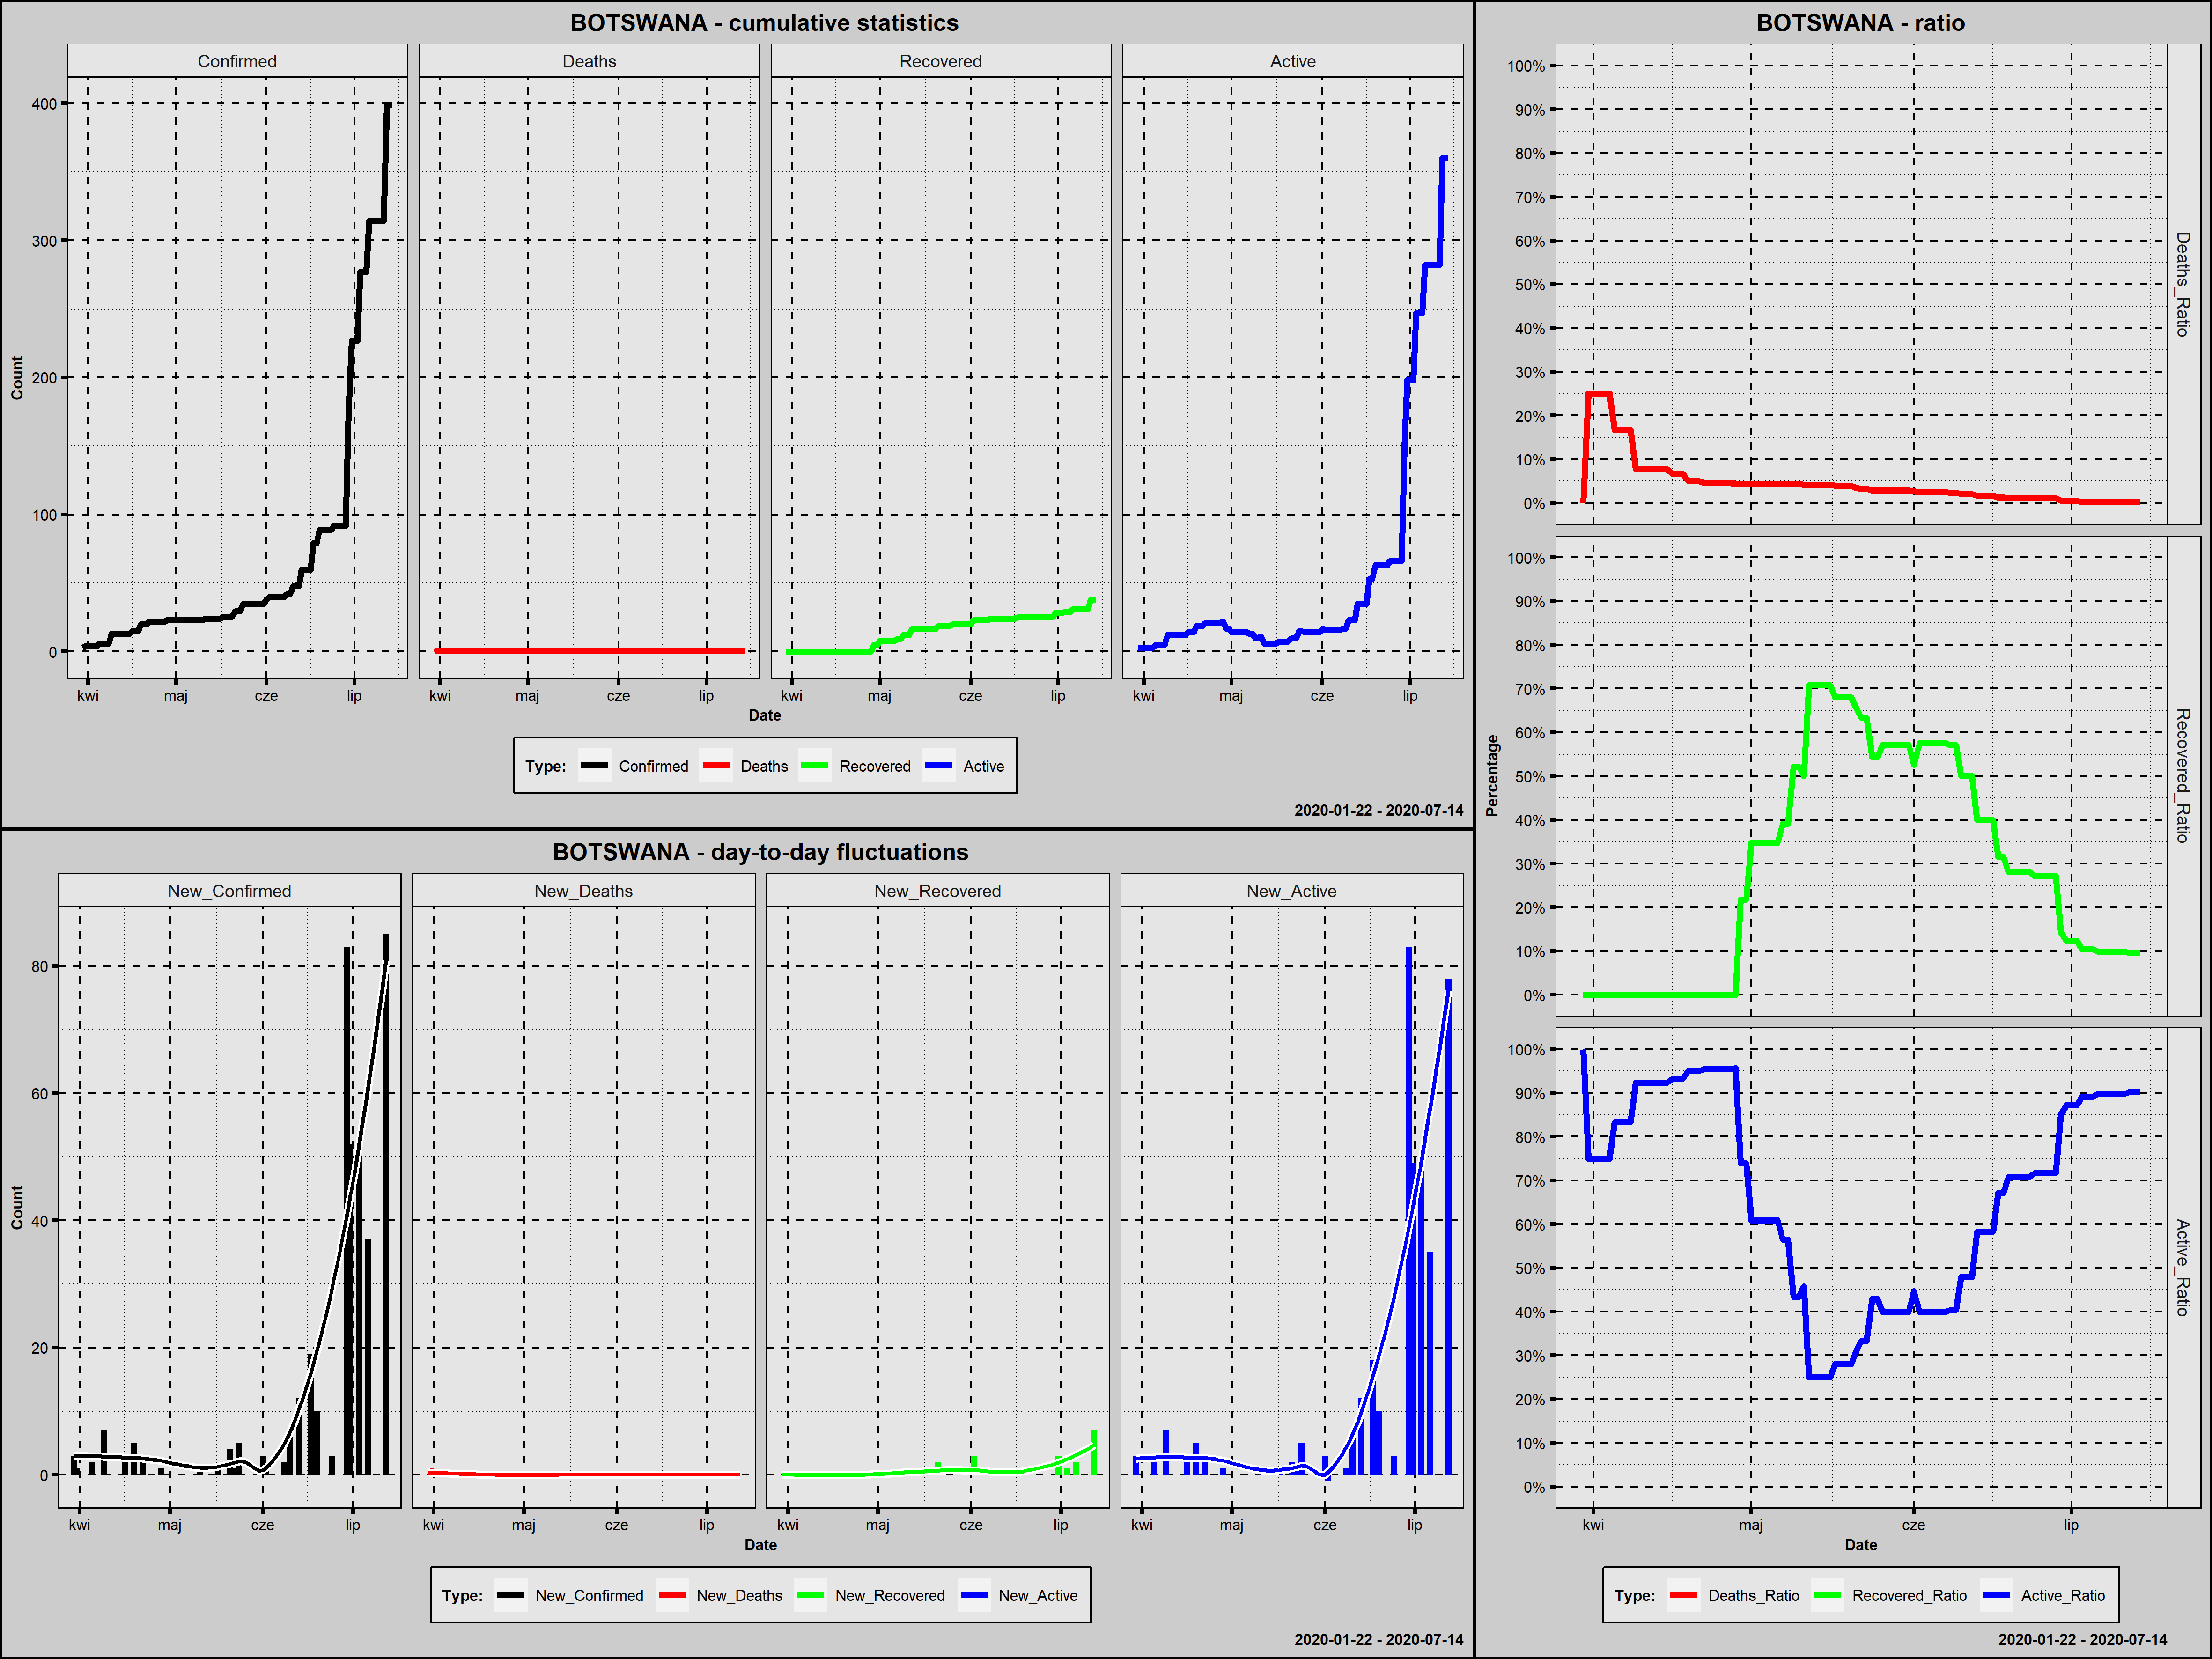 BOTSWANA - cumulative statistics
Confirmed Deaths Recovered Active
400
300
200
100
0
Count
kwi maj cze lip kwi maj cze lip kwi maj cze lip kwi maj cze lip
Date
Type: Confirmed Deaths Recovered Active
2020-01-22 - 2020-07-14
BOTSWANA - day-to-day fluctuations
New_Confirmed New_Deaths New_Recovered New_Active
80
60
40
20
0
Count
kwi maj cze lip kwi maj cze lip kwi maj cze lip kwi maj cze lip
Date
Type: New_Confirmed New_Deaths New_Recovered New_Active
2020-01-22 - 2020-07-14
BOTSWANA - ratio
100%
90%
80%
70%
60%
50%
40%
30%
20%
10%
0%
Deaths_Ratio
100%
90%
80%
70%
60%
50%
40%
30%
20%
10%
0%
Recovered_Ratio
Percentage
100%
90%
80%
70%
60%
50%
40%
30%
20%
10%
0%
Active_Ratio
kwi maj cze lip
Date
Type: Deaths_Ratio Recovered_Ratio Active_Ratio
2020-01-22 - 2020-07-14